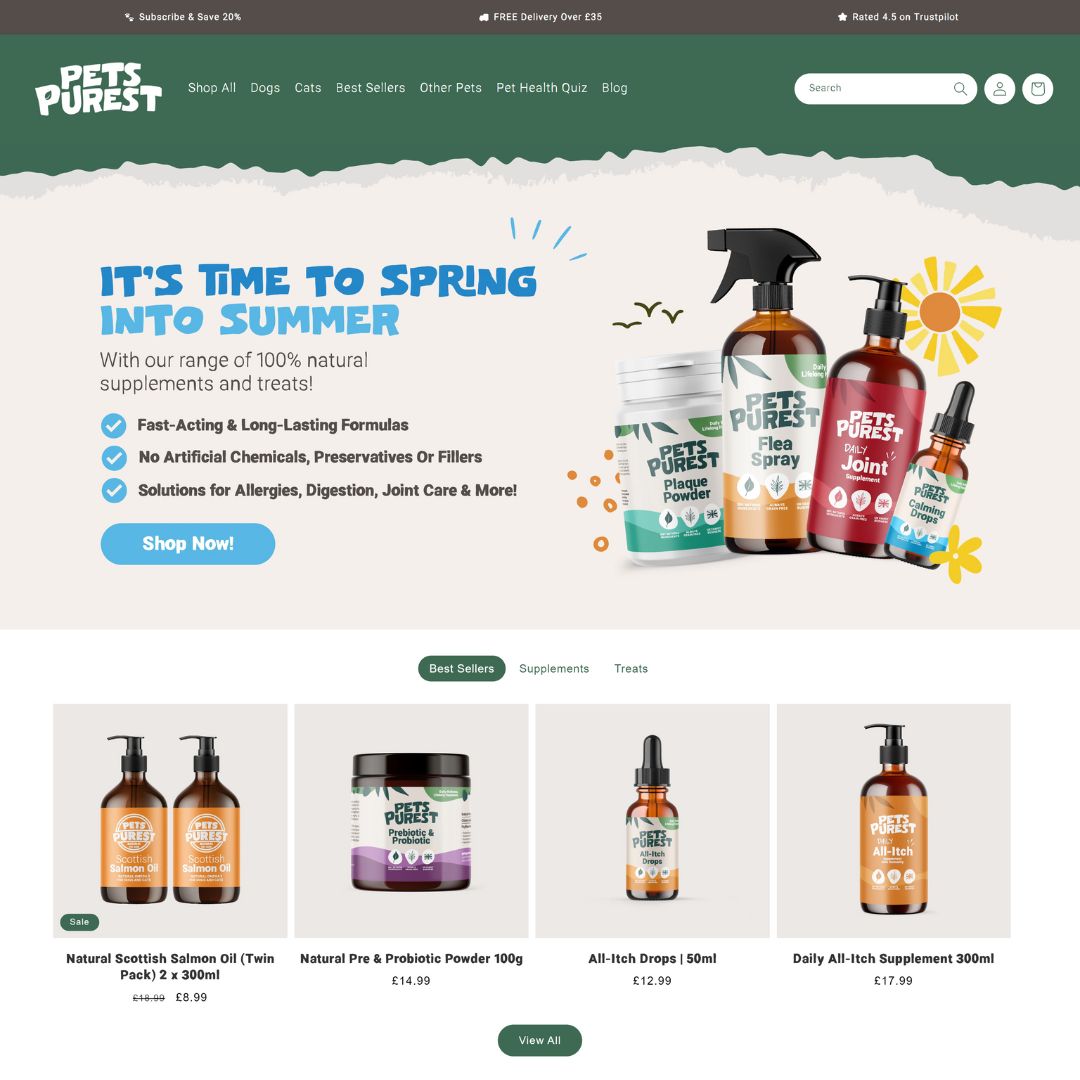 Subscribe & Save 20%
FREE Delivery Over £35
Rated 4.5 on Trustpilot
PETS
PUREST
Shop All
Dogs
Cats
Best Sellers
Other Pets
Pet Health Quiz
Blog
Search
IT'S TIME TO SPRING
INTO SUMMER
With our range of 100% natural
supplements and treats!
Fast-Acting & Long-Lasting Formulas
No Artificial Chemicals, Preservatives Or Fillers
Solutions for Allergies, Digestion, Joint Care & More!
Shop Now!
PETS
PUREST
Plaque
Powder
Daily
Lifelong
PETS
PUREST
Flea
Spray
PETS
PUREST
DAILY
Joint
Supplement
PETS
PUREST
Calming
Drops
Best Sellers
Supplements
Treats
PETS
PUREST
Scottish
Salmon Oil
PETS
PUREST
Scottish
Salmon Oil
Sale
PETS
PUREST
Prebiotic &
Probiotic
PETS
PUREST
All-Itch
Drops
PETS
PUREST
DAILY
All-Itch
Natural Scottish Salmon Oil (Twin
Pack) 2 x 300ml
£18.99 £8.99
Natural Pre & Probiotic Powder 100g
£14.99
All-Itch Drops | 50ml
£12.99
Daily All-Itch Supplement 300ml
£17.99
View All